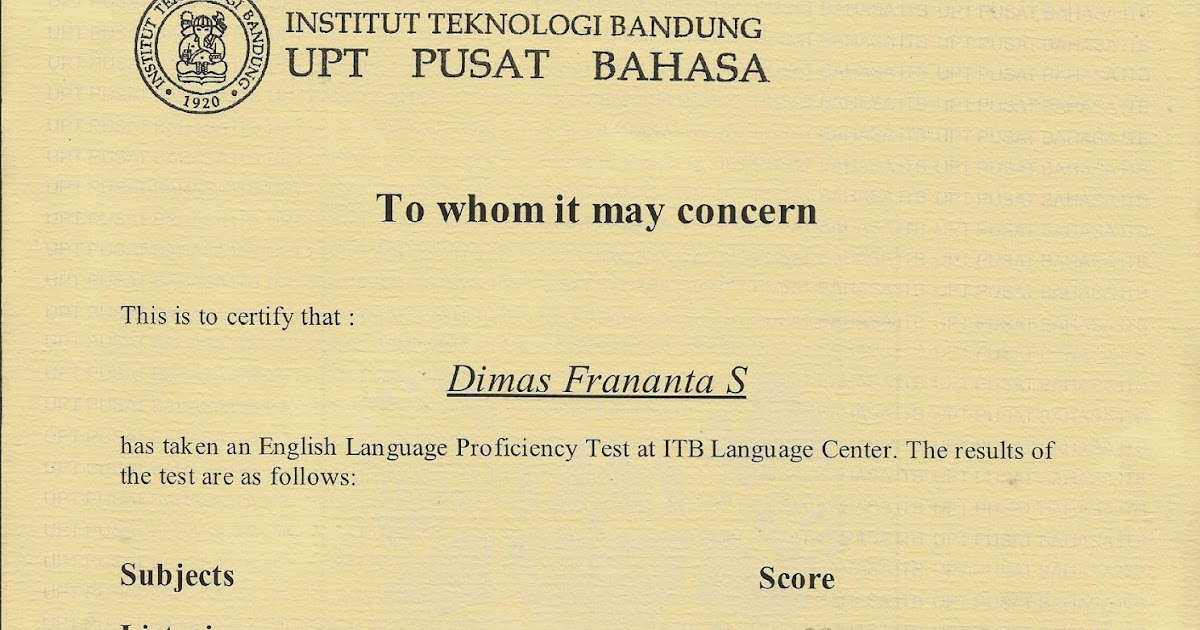 INSTITUT TEKNOLOGI BANDUNG
1920
INSTITUT TEKNOLOGI BANDUNG
UPT PUSAT BAHASA
To whom it may concern
This is to certify that :
Dimas Frananta S
has taken an English Language Proficiency Test at ITB Language Center. The results of
the test are as follows:
Subjects Score